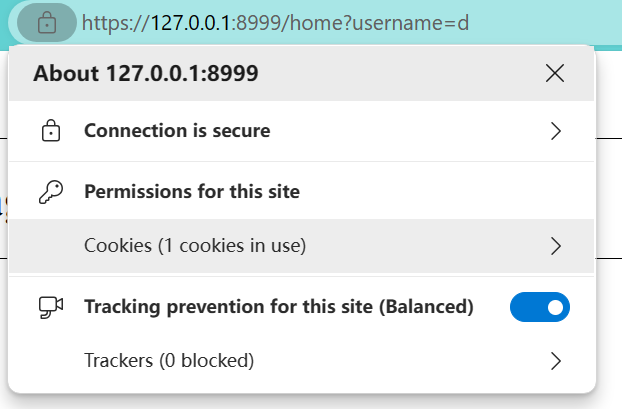 https://127.0.0.1:8999/home?username=d
About 127.0.0.1:8999
Connection is secure
Permissions for this site
Cookies (1 cookies in use)
Tracking prevention for this site (Balanced)
Trackers (0 blocked)